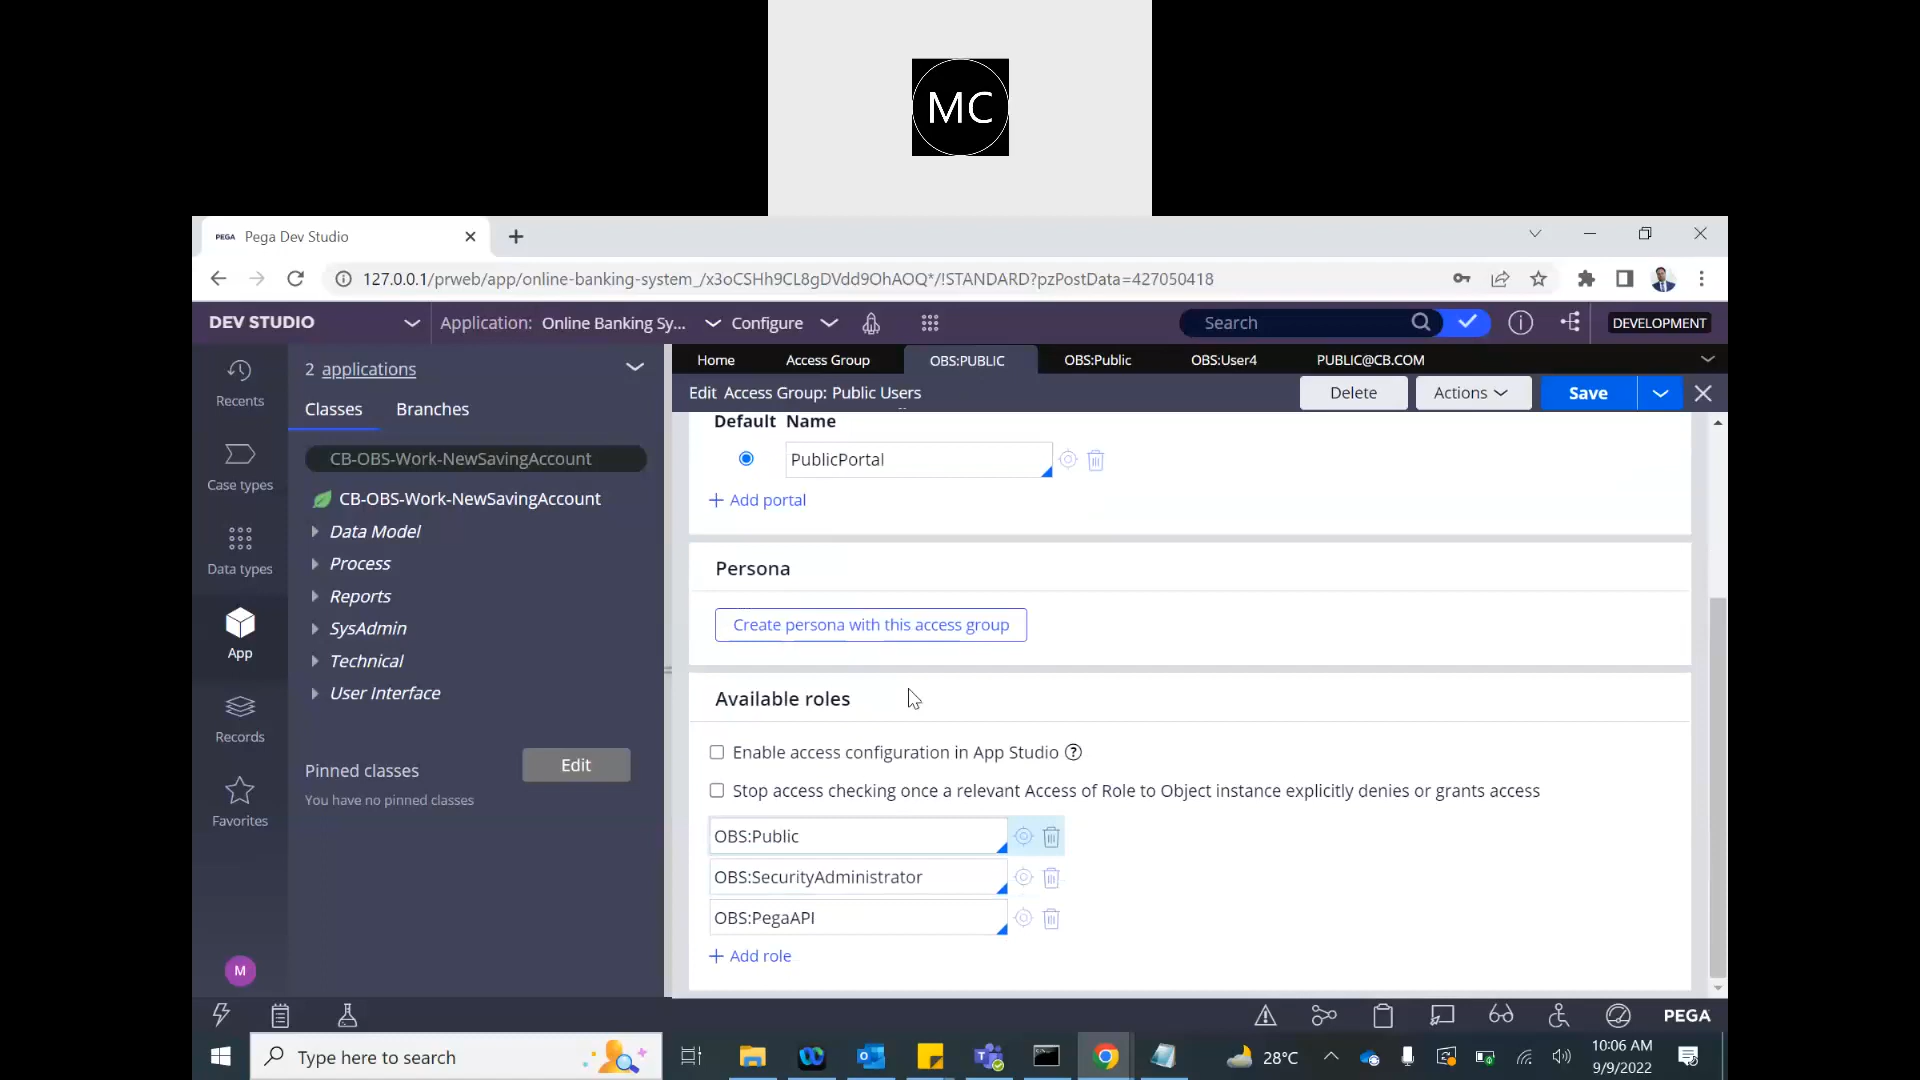 MC
PEGA Pega Dev Studio
127.0.0.1/prweb/app/online-banking-system_/x3oCSHh9CL8gDVdd9OhAOQ*/!STANDARD?pzPostData=427050418
DEV STUDIO
Application: Online Banking Sy...
Configure
Search
DEVELOPMENT
Recents
Case types
Data types
App
Records
Favorites
M
2 applications
Classes
Branches
CB-OBS-Work-NewSavingAccount
CB-OBS-Work-NewSavingAccount
Data Model
Process
Reports
SysAdmin
Technical
User Interface
Pinned classes
Edit
You have no pinned classes
Home
Access Group
OBS:PUBLIC
OBS:Public
OBS:User4
PUBLIC@CB.COM
Edit Access Group: Public Users
Delete
Actions
Save
Default Name
PublicPortal
Add portal
Persona
Create persona with this access group
Available roles
Enable access configuration in App Studio ?
Stop access checking once a relevant Access of Role to Object instance explicitly denies or grants access
OBS:Public
OBS:SecurityAdministrator
OBS:PegaAPI
Add role
PEGA
Type here to search
28°C
10:06 AM
9/9/2022